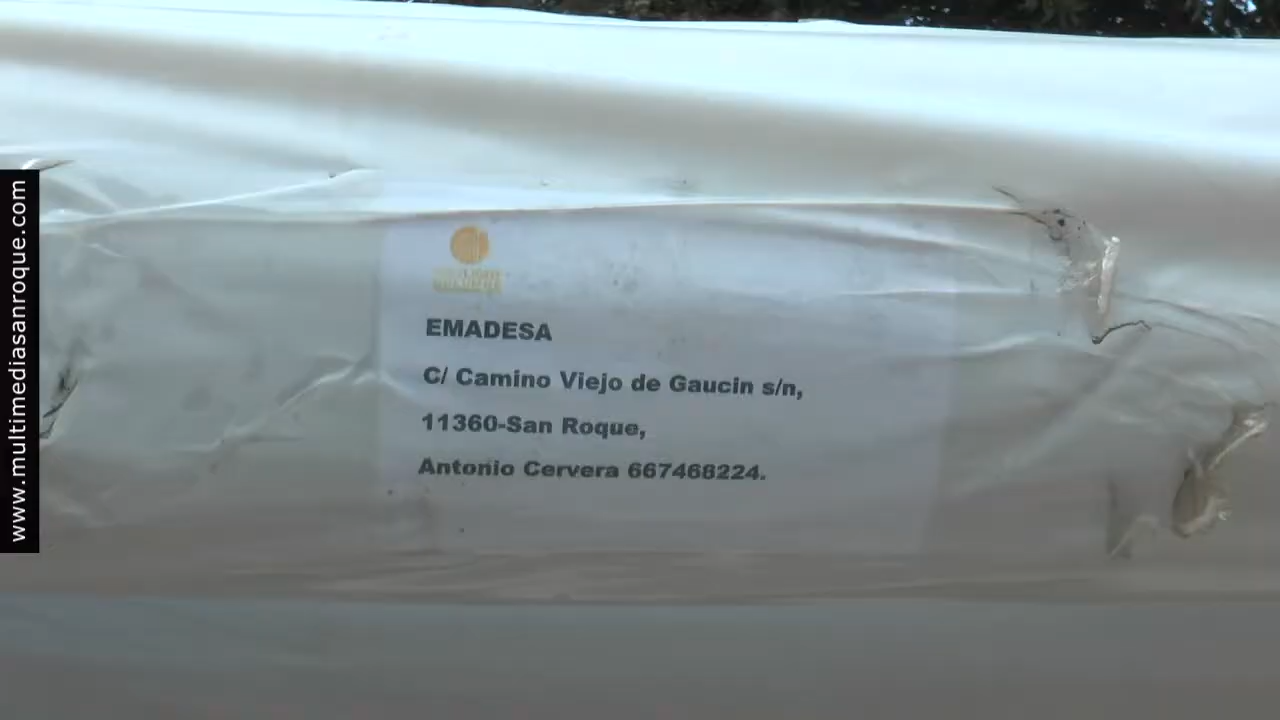 www.multimediasanroque.com
EMADESA
C/ Camino Viejo de Gaucin s/n,
11360-San Roque,
Antonio Cervera 667468224.